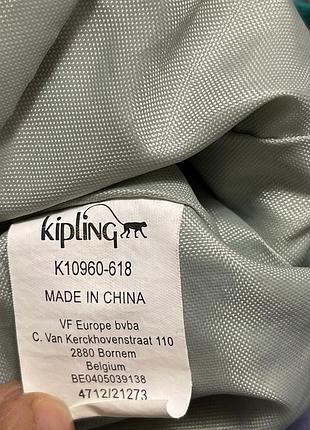 kipling
K10960-618
MADE IN CHINA
VF Europe bvba
C. Van Kerckhovenstraat 110
2880 Bornem
Belgium
BE0405039138
4712/21273